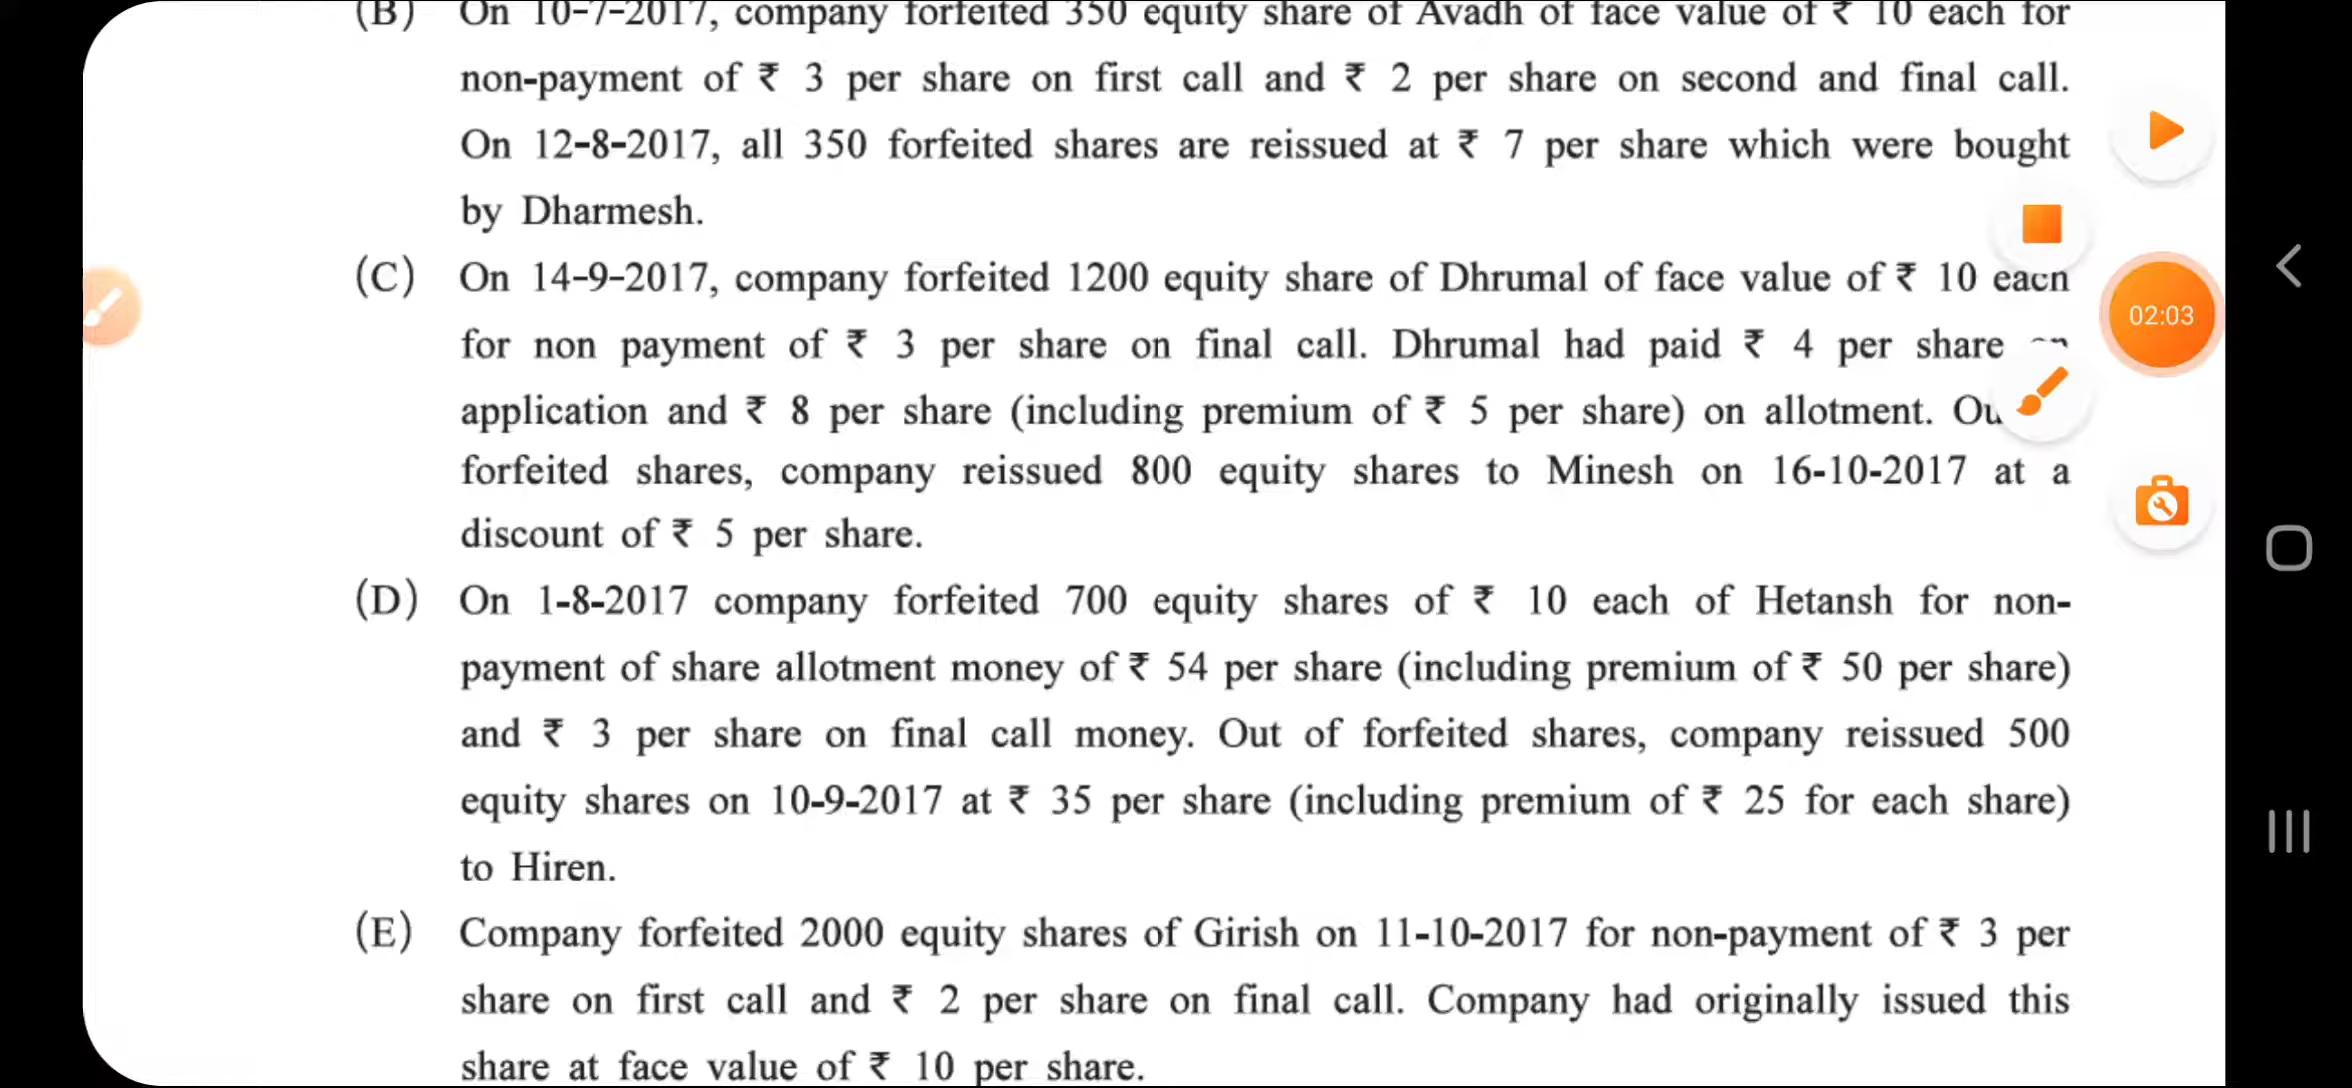 (B) On 10-7-2017, company forfeited 350 equity share of Avadh of face value of ₹ 10 each for
non-payment of ₹ 3 per share on first call and ₹ 2 per share on second and final call.
On 12-8-2017, all 350 forfeited shares are reissued at ₹ 7 per share which were bought
by Dharmesh.
(C) On 14-9-2017, company forfeited 1200 equity share of Dhrumal of face value of ₹ 10 each
02:03
for non payment of ₹ 3 per share on final call. Dhrumal had paid ₹ 4 per share
application and ₹ 8 per share (including premium of ₹ 5 per share) on allotment.
forfeited shares, company reissued 800 equity shares to Minesh on 16-10-2017 at a
discount of ₹ 5 per share.
(D) On 1-8-2017 company forfeited 700 equity shares of ₹ 10 each of Hetansh for non-
payment of share allotment money of ₹ 54 per share (including premium of ₹ 50 per share)
and ₹ 3 per share on final call money. Out of forfeited shares, company reissued 500
equity shares on 10-9-2017 at ₹ 35 per share (including premium of ₹ 25 for each share)
to Hiren.
(E) Company forfeited 2000 equity shares of Girish on 11-10-2017 for non-payment of ₹ 3 per
share on first call and ₹ 2 per share on final call. Company had originally issued this
share at face value of ₹ 10 per share.